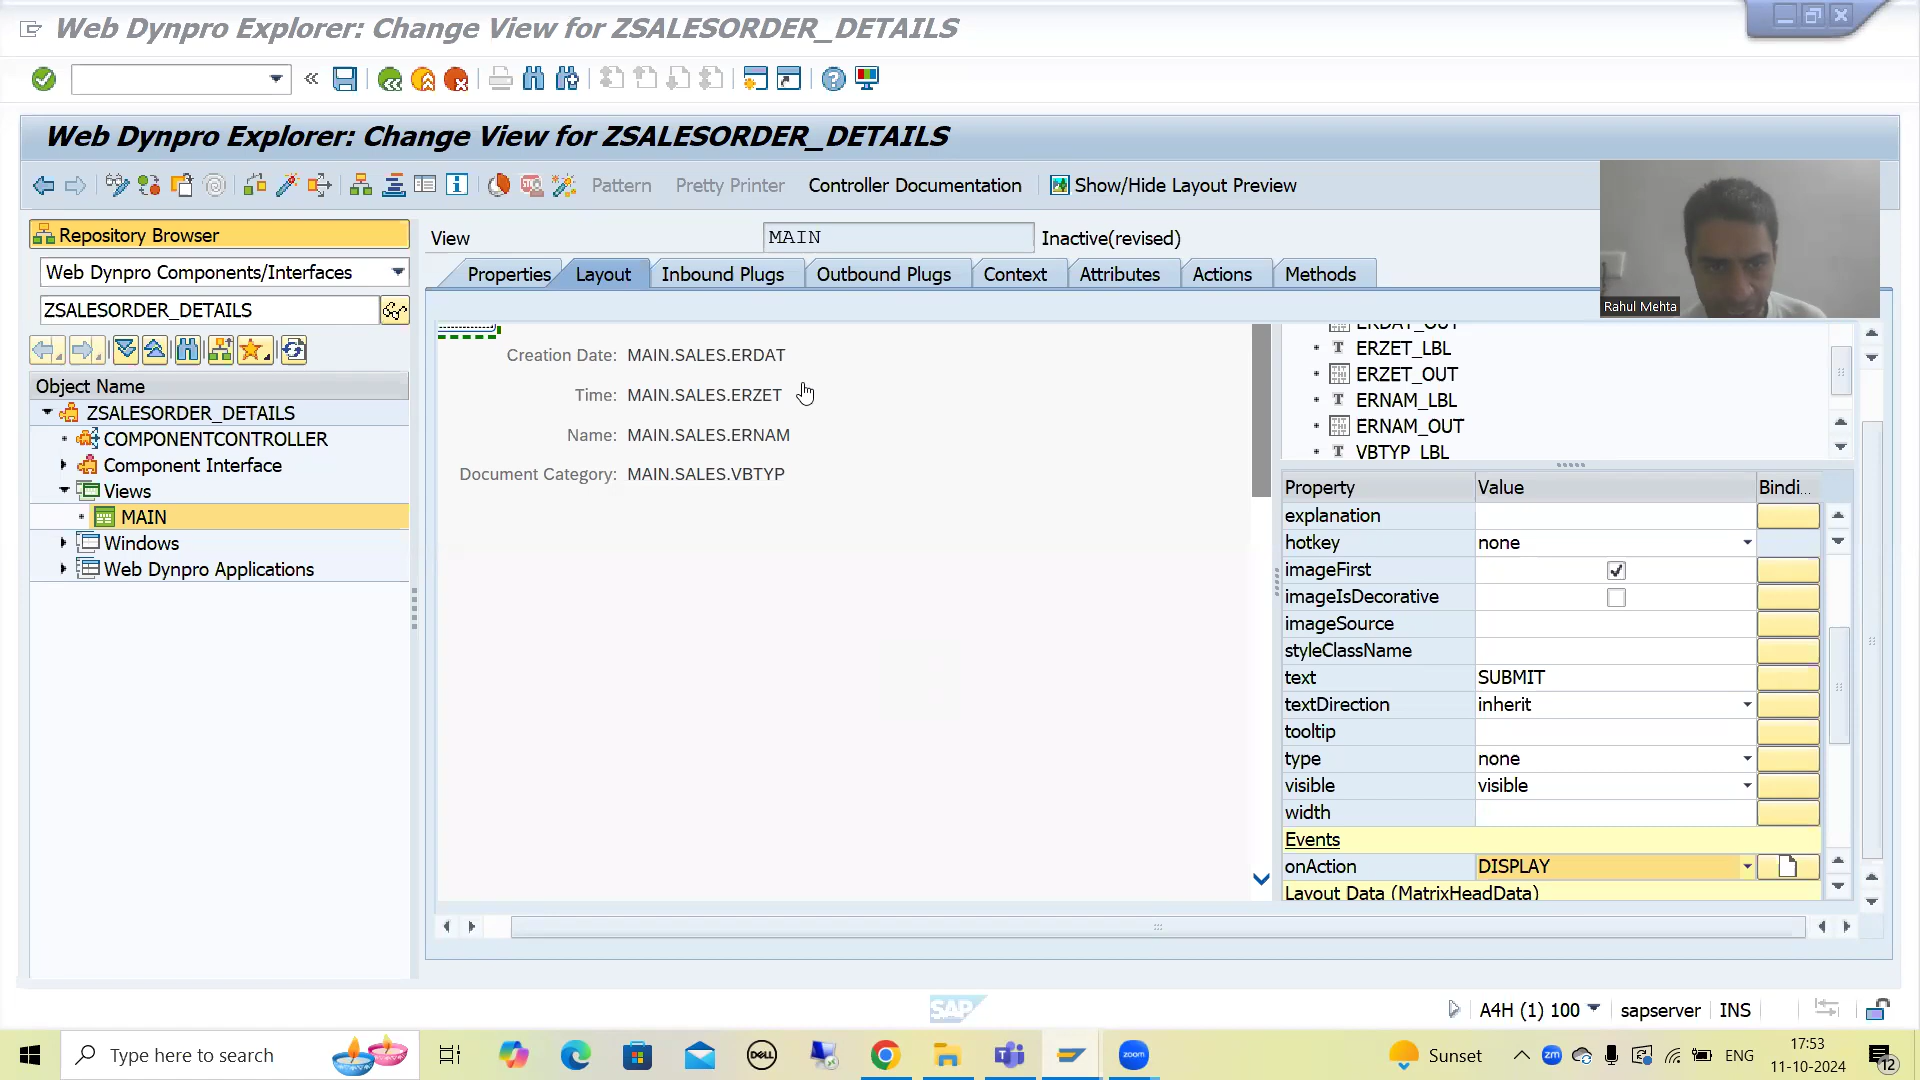 Web Dynpro Explorer: Change View for ZSALESORDER_DETAILS
Web Dynpro Explorer: Change View for ZSALESORDER_DETAILS
Pattern Pretty Printer Controller Documentation Show/Hide Layout Preview
Repository Browser
Web Dynpro Components/Interfaces
ZSALESORDER_DETAILS
Object Name
ZSALESORDER_DETAILS
COMPONENTCONTROLLER
Component Interface
Views
MAIN
Windows
Web Dynpro Applications
View MAIN Inactive(revised)
Properties Layout Inbound Plugs Outbound Plugs Context Attributes Actions Methods
Rahul Mehta
Creation Date: MAIN.SALES.ERDAT
Time: MAIN.SALES.ERZET
Name: MAIN.SALES.ERNAM
Document Category: MAIN.SALES.VBTYP
ERDAT_OUT
ERZET_LBL
ERZET_OUT
ERNAM_LBL
ERNAM_OUT
VBTYP_LBL
Property Value Bindi...
explanation
hotkey none
imageFirst
imageIsDecorative
imageSource
styleClassName
text SUBMIT
textDirection inherit
tooltip
type none
visible visible
width
Events
onAction DISPLAY
Layout Data (MatrixHeadData)
SAP
A4H (1) 100 sapserver INS
Type here to search
DELL
zoom
Sunset
zm
ENG
17:53
11-10-2024
12